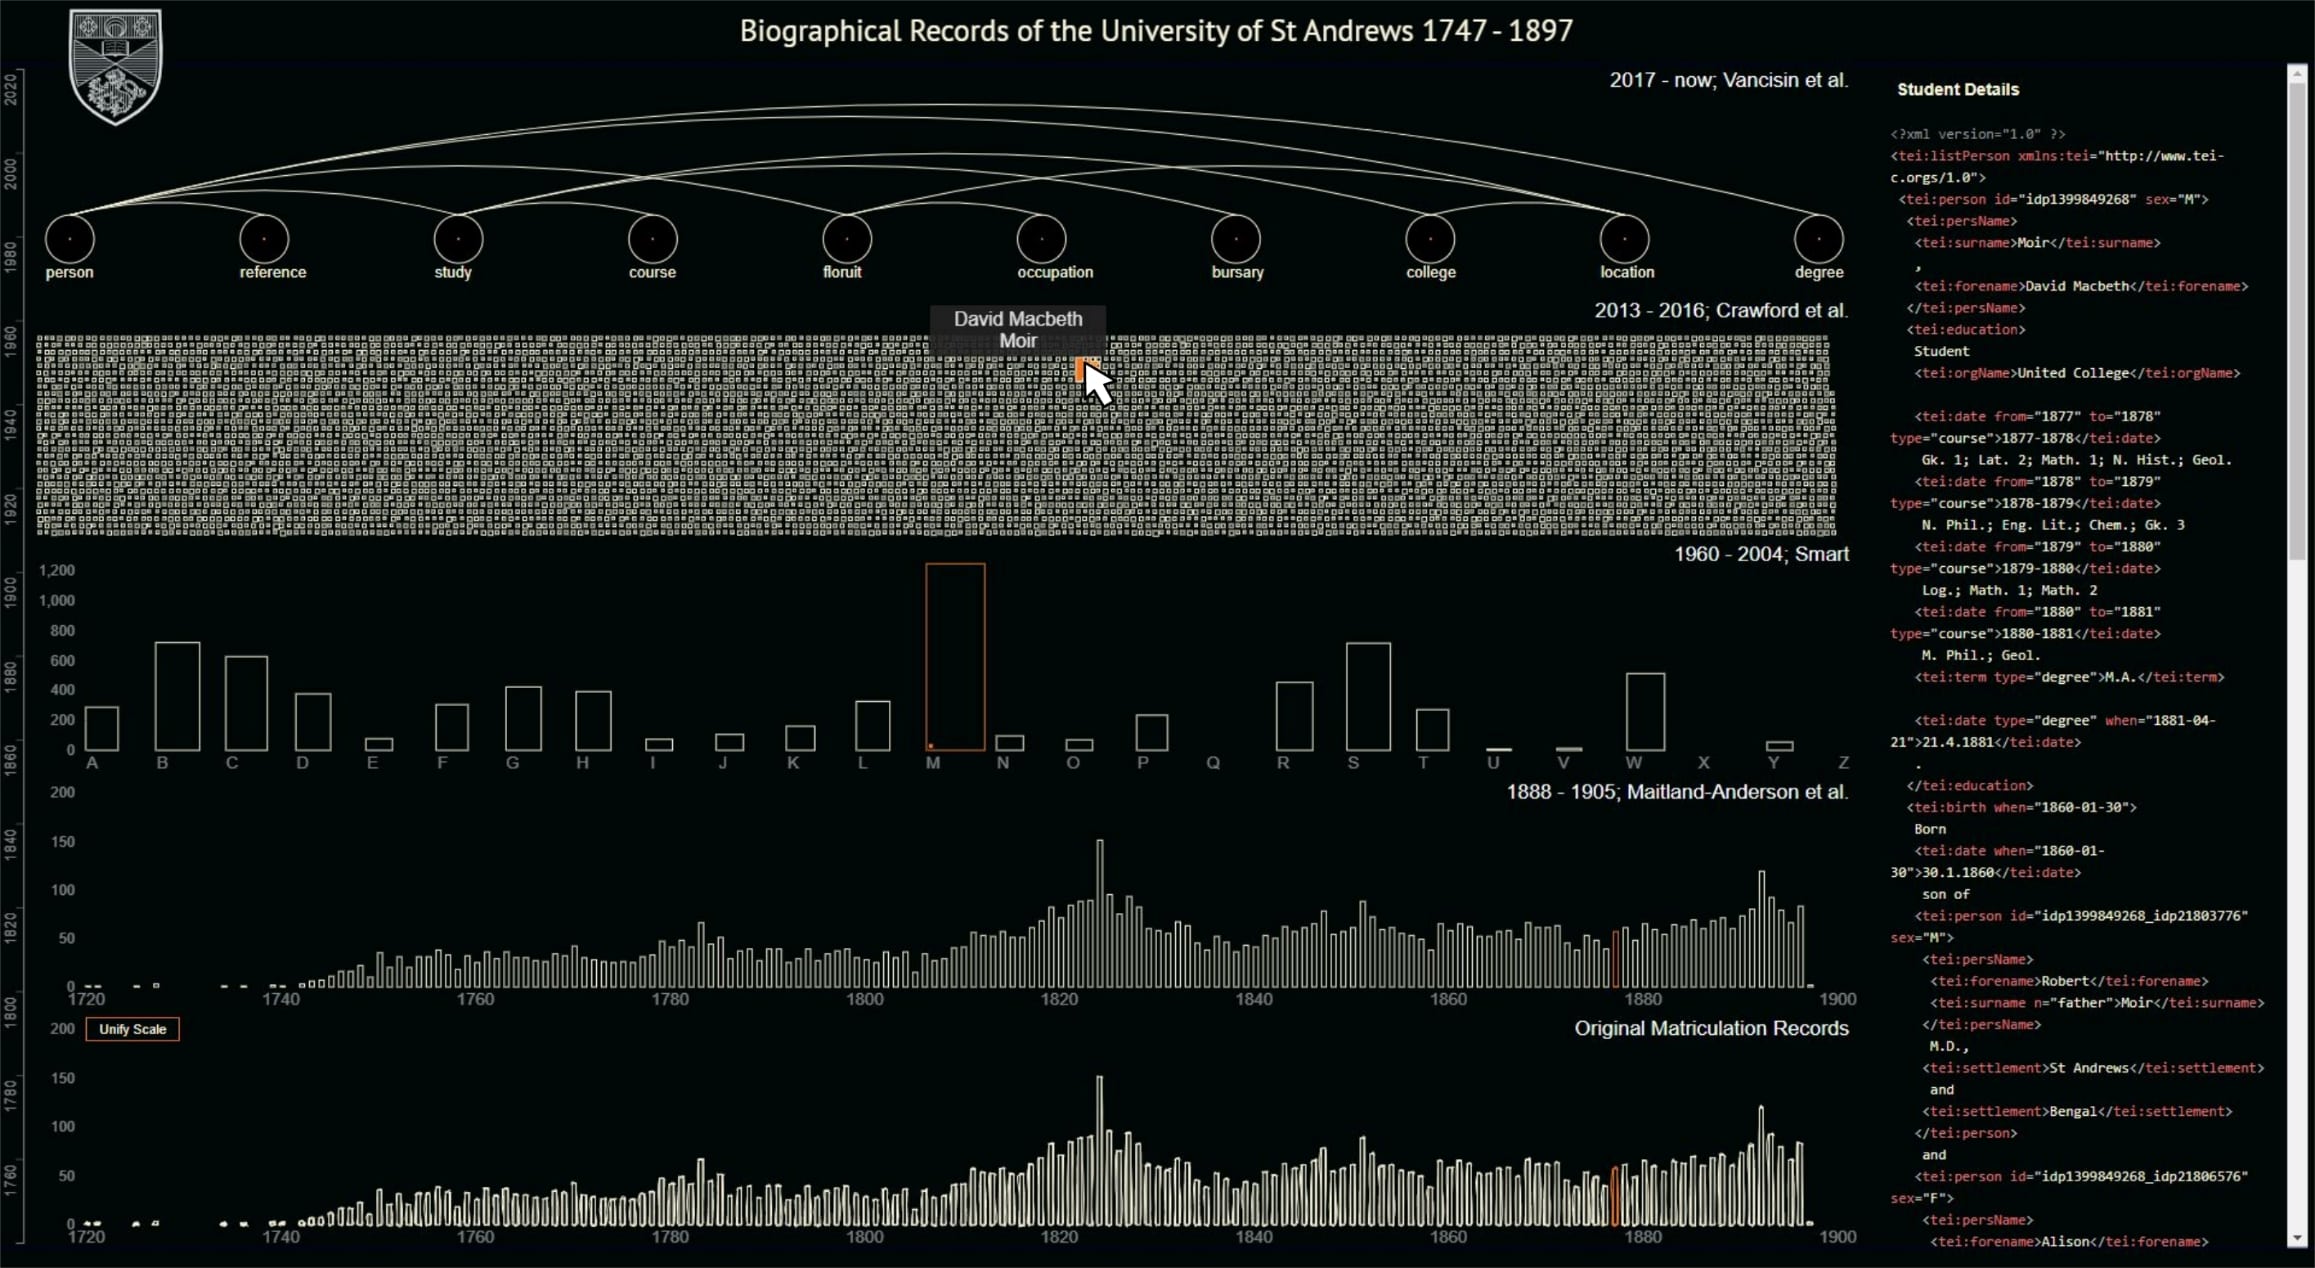 Biographical Records of the University of St Andrews 1747 - 1897
2020
2000
1980
1960
1940
1920
1900
1880
1860
1840
1820
1800
1780
1760
2017 - now; Vancisin et al.
person reference study course floruit occupation bursary college location degree
2013 - 2016; Crawford et al.
David Macbeth
Moir
1960 - 2004; Smart
1,200
1,000
800
600
400
200
0
A B C D E F G H I J K L M N O P Q R S T U V W X Y Z
1888 - 1905; Maitland-Anderson et al.
200
150
100
50
0
1720 1740 1760 1780 1800 1820 1840 1860 1880 1900
Unify Scale
Original Matriculation Records
200
150
100
50
0
1720 1740 1760 1780 1800 1820 1840 1860 1880 1900
Student Details
<?xml version="1.0" ?>
<tei:listPerson xmlns:tei="http://www.tei-
c.orgs/1.0">
<tei:person id="idp1399849268" sex="M">
<tei:persName>
<tei:surname>Moir</tei:surname>
,
<tei:forename>David Macbeth</tei:forename>
</tei:persName>
<tei:education>
Student
<tei:orgName>United College</tei:orgName>
<tei:date from="1877" to="1878"
type="course">1877-1878</tei:date>
Gk. 1; Lat. 2; Math. 1; N. Hist.; Geol.
<tei:date from="1878" to="1879"
type="course">1878-1879</tei:date>
N. Phil.; Eng. Lit.; Chem.; Gk. 3
<tei:date from="1879" to="1880"
type="course">1879-1880</tei:date>
Log.; Math. 1; Math. 2
<tei:date from="1880" to="1881"
type="course">1880-1881</tei:date>
M. Phil.; Geol.
<tei:term type="degree">M.A.</tei:term>
<tei:date type="degree" when="1881-04-
21">21.4.1881</tei:date>
.
</tei:education>
<tei:birth when="1860-01-30">
Born
<tei:date when="1860-01-
30">30.1.1860</tei:date>
son of
<tei:person id="idp1399849268_idp21803776"
sex="M">
<tei:persName>
<tei:forename>Robert</tei:forename>
<tei:surname n="father">Moir</tei:surname>
</tei:persName>
M.D.,
<tei:settlement>St Andrews</tei:settlement>
and
<tei:settlement>Bengal</tei:settlement>
</tei:person>
and
<tei:person id="idp1399849268_idp21806576"
sex="F">
<tei:persName>
<tei:forename>Alison</tei:forename>